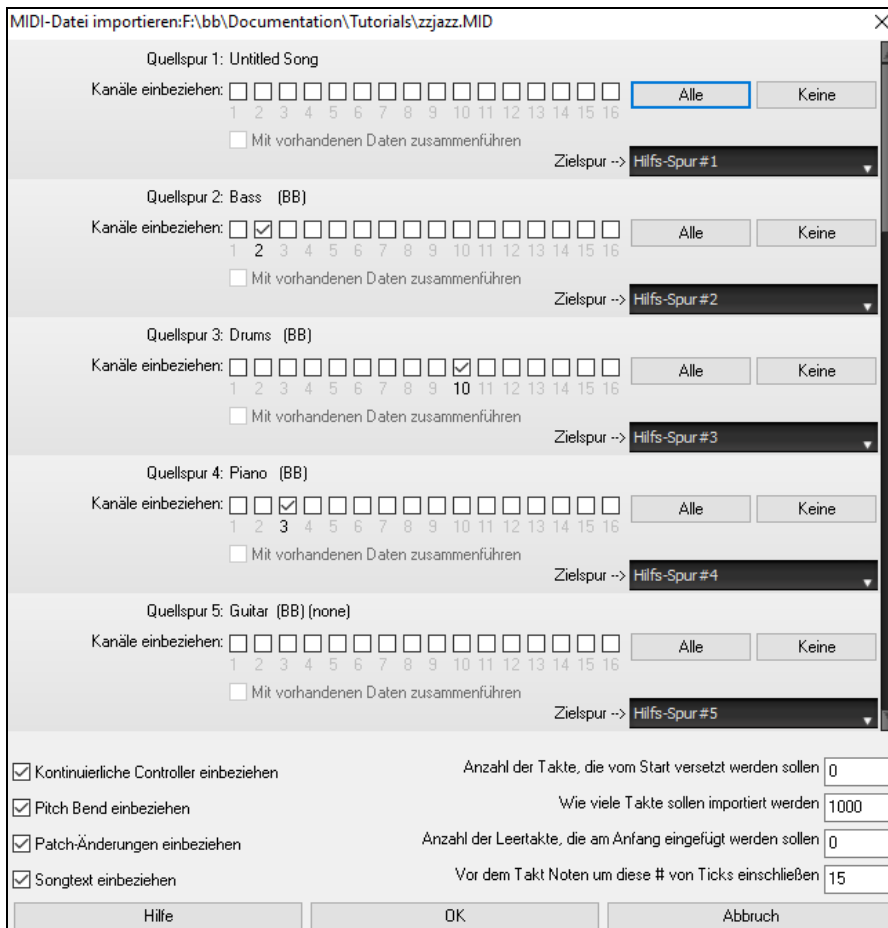 MIDI-Datei importieren:F:\bb\Documentation\Tutorials\zzjazz.MID
Quellspur 1: Untitled Song
Kanäle einbeziehen:
Alle
Keine
1 2 3 4 5 6 7 8 9 10 11 12 13 14 15 16
Mit vorhandenen Daten zusammenführen
Zielspur --> Hilfs-Spur#1
Quellspur 2: Bass (BB)
Kanäle einbeziehen:
Alle
Keine
1 2 3 4 5 6 7 8 9 10 11 12 13 14 15 16
Mit vorhandenen Daten zusammenführen
Zielspur --> Hilfs-Spur#2
Quellspur 3: Drums (BB)
Kanäle einbeziehen:
Alle
Keine
1 2 3 4 5 6 7 8 9 10 11 12 13 14 15 16
Mit vorhandenen Daten zusammenführen
Zielspur --> Hilfs-Spur#3
Quellspur 4: Piano (BB)
Kanäle einbeziehen:
Alle
Keine
1 2 3 4 5 6 7 8 9 10 11 12 13 14 15 16
Mit vorhandenen Daten zusammenführen
Zielspur --> Hilfs-Spur#4
Quellspur 5: Guitar (BB) (none)
Kanäle einbeziehen:
Alle
Keine
1 2 3 4 5 6 7 8 9 10 11 12 13 14 15 16
Mit vorhandenen Daten zusammenführen
Zielspur --> Hilfs-Spur#5
Kontinuierliche Controller einbeziehen
Pitch Bend einbeziehen
Patch-Änderungen einbeziehen
Songtext einbeziehen
Anzahl der Takte, die vom Start versetzt werden sollen 0
Wie viele Takte sollen importiert werden 1000
Anzahl der Leertakte, die am Anfang eingefügt werden sollen 0
Vor dem Takt Noten um diese # von Ticks einschließen 15
Hilfe
OK
Abbruch